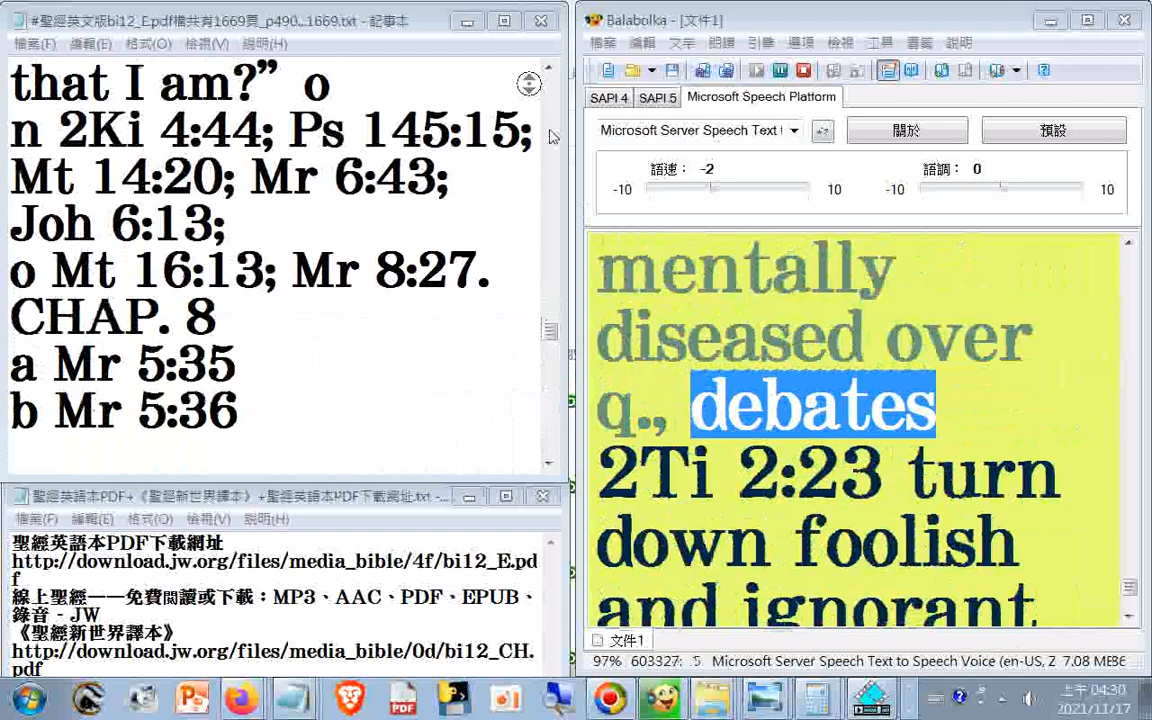 #聖經英文版bi12_E.pdf檔共有1669頁_p490...1669.txt - 記事本
檔案(F) 編輯(E) 格式(O) 檢視(V) 說明(H)
that I am?” o
n 2Ki 4:44; Ps 145:15;
Mt 14:20; Mr 6:43;
Joh 6:13;
o Mt 16:13; Mr 8:27.
CHAP. 8
a Mr 5:35
b Mr 5:36
聖經英語本PDF+《聖經新世界譯本》+聖經英語本PDF下載網址.txt -...
檔案(F) 編輯(E) 格式(O) 檢視(V) 說明(H)
聖經英語本PDF下載網址
http://download.jw.org/files/media_bible/4f/bi12_E.pd
f
線上聖經——免費閱讀或下載：MP3、AAC、PDF、EPUB、
錄音 - JW
《聖經新世界譯本》
http://download.jw.org/files/media_bible/0d/bi12_CH.
pdf
Balabolka - [文件1]
檔案 編輯 文字 朗讀 引擎 選項 檢視 工具 書籤 說明
SAPI 4 SAPI 5 Microsoft Speech Platform
Microsoft Server Speech Text 關於 預設
語速： -2 語調： 0
-10 10 -10 10
mentally
diseased over
q., debates
2Ti 2:23 turn
down foolish
and ignorant
文件1
97% 603327: Microsoft Server Speech Text to Speech Voice (en-US, Z 7.08 MB
上午 04:30
2021/11/17